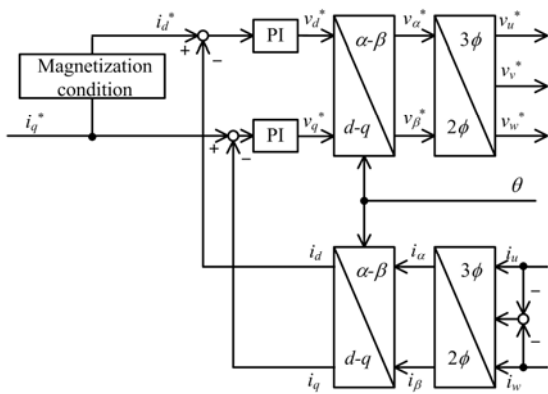 i_d^*
PI
v_d^*
α-β
v_α^*
3ϕ
v_u^*
Magnetization
condition
v_v^*
i_q^*
PI
v_q^*
d-q
v_β^*
2ϕ
v_w^*
+
−
+
−
θ
i_d
α-β
i_α
3ϕ
i_u
−
−
i_q
d-q
i_β
2ϕ
i_w